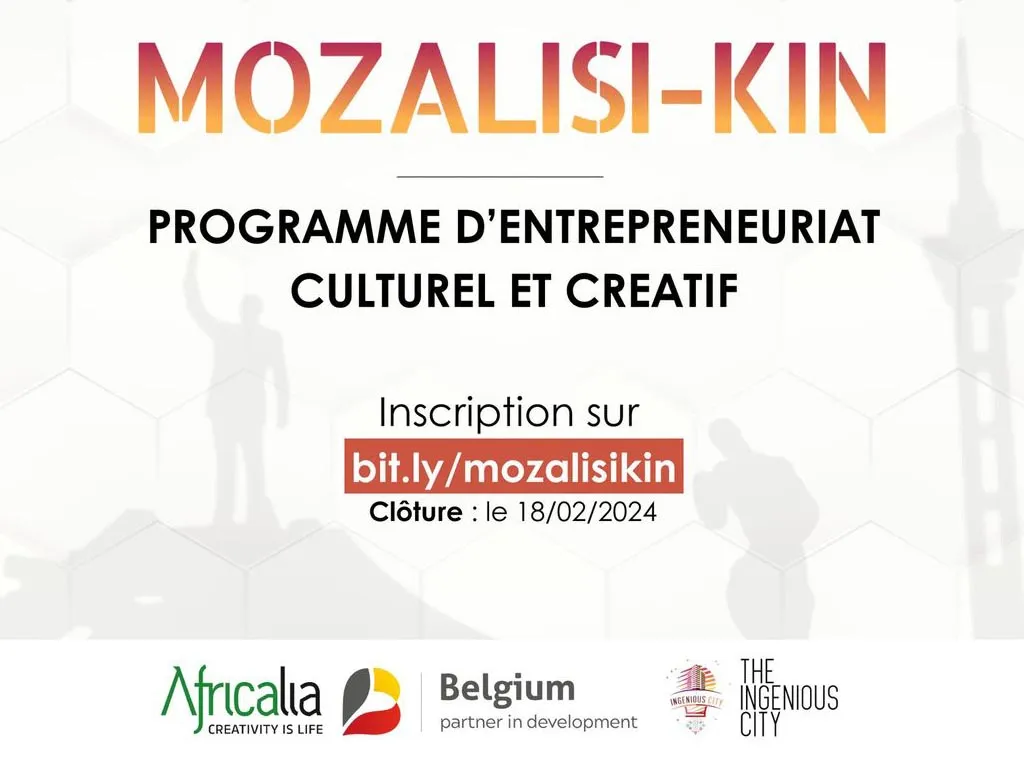 MOZALISI-KIN
PROGRAMME D’ENTREPRENEURIAT
CULTUREL ET CREATIF
Inscription sur
bit.ly/mozalisikin
Clôture : le 18/02/2024
Africalia
CREATIVITY IS LIFE
Belgium
partner in development
INGENIOUS CITY
THE
INGENIOUS
CITY